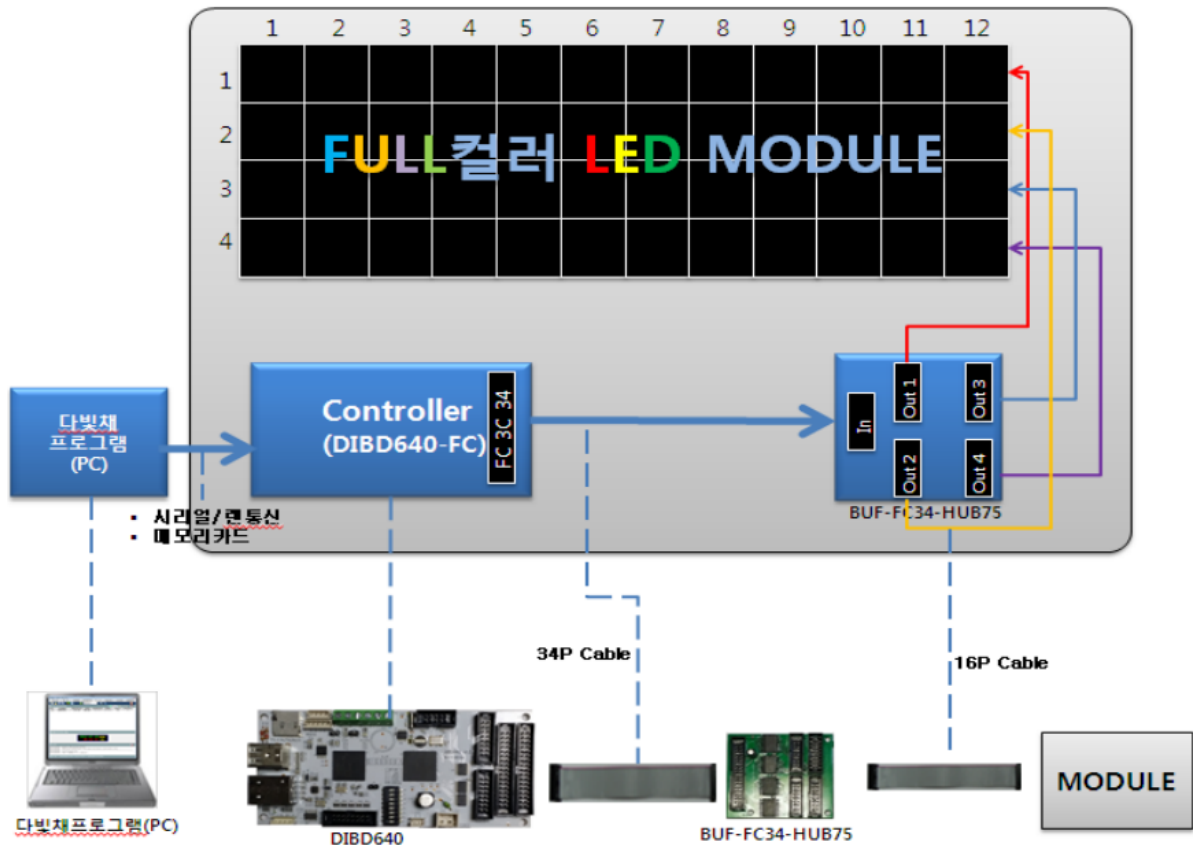 1 2 3 4 5 6 7 8 9 10 11 12
1
2
3
4
FULL컬러 LED MODULE
다빛채
프로그램
(PC)
Controller
(DIBD640-FC)
FC 3C 34
In
Out 1
Out 2
Out 3
Out 4
BUF-FC34-HUB75
• 시리얼/랜통신
• 메모리카드
34P Cable
16P Cable
MODULE
다빛채프로그램(PC)
DIBD640
BUF-FC34-HUB75